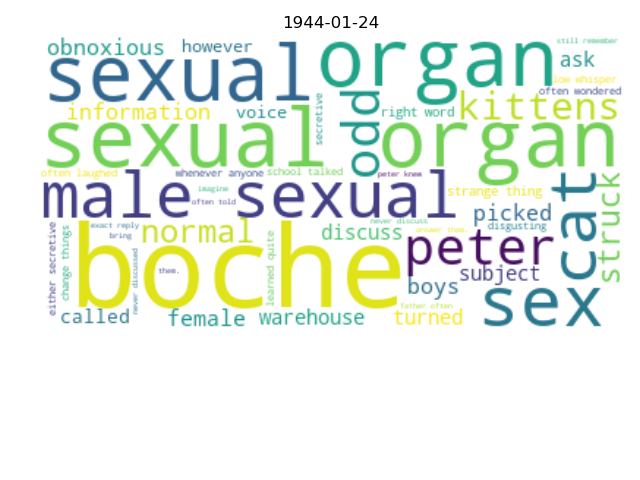 1944-01-24
still remember
obnoxious however
sexual organ
ask
low whisper
often wondered
information voice secretive odd right word kittens
sexual organ
often laughed whenever anyone school talked peter knem
male sexual
imagine
often told
strange thing
cat
struck
picked
disgusting
either secretive
change things
exact reply
bring
never discussed
normal
them.
boche
learned quite
discuss
never discuss
answer them.
peter
subject
boys
sex
called female warehouse
father often
turned